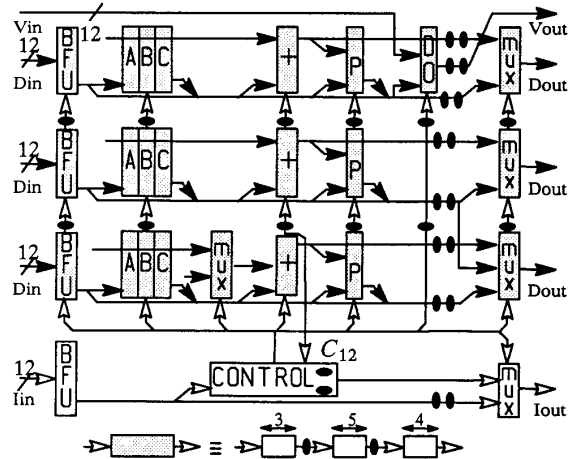 Vin 12 Vout
12 BFU ABC + P DO mux
Din Dout
12 BFU ABC + P mux
Din Dout
12 BFU ABC mux + P mux
Din Dout
12 BFU CONTROL C12 mux
Iin Iout
≡ 3 5 4